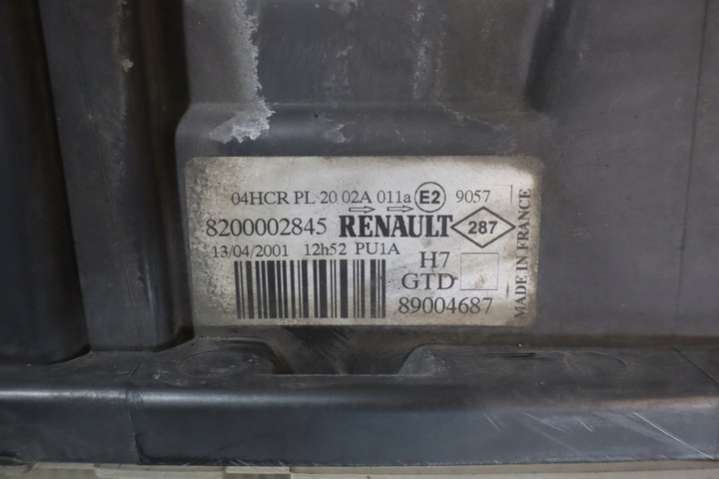 04HCR PL 20 02A 011a E2 9057
8200002845 RENAULT 287
13/04/2001 12h52 PU1A
H7
GTD
89004687
MADE IN FRANCE